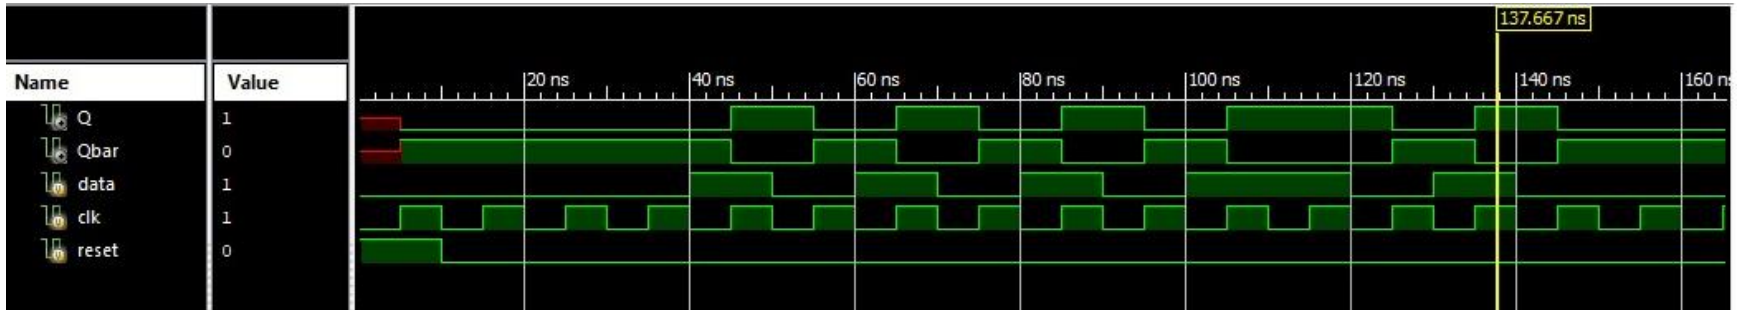 137.667 ns
Name Value 20 ns 40 ns 60 ns 80 ns 100 ns 120 ns 140 ns 160 n
Q 1
Qbar 0
data 1
clk 1
reset 0